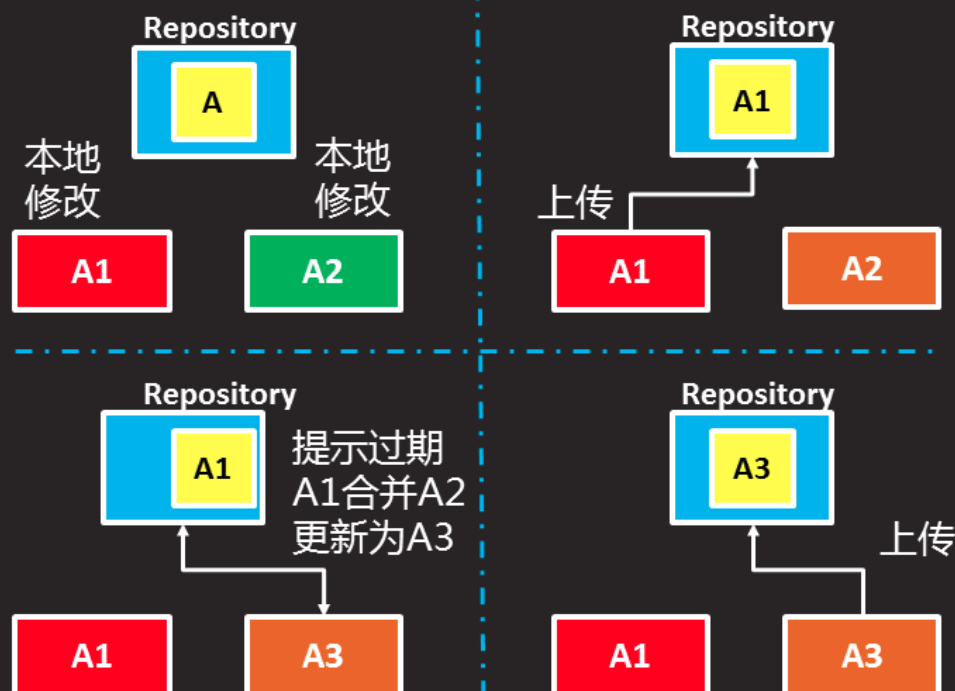 Repository
A
本地
修改
本地
修改
A1
A2
Repository
A1
上传
A1
A2
Repository
A1
提示过期
A1合并A2
更新为A3
A1
A3
Repository
A3
上传
A1
A3